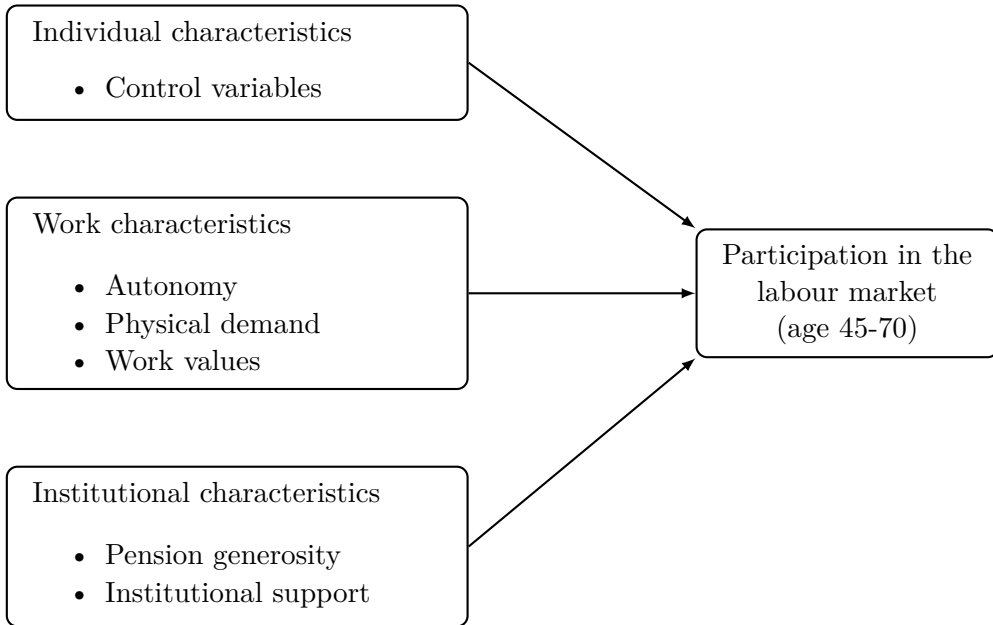 Individual characteristics
• Control variables
Work characteristics
• Autonomy
• Physical demand
• Work values
Institutional characteristics
• Pension generosity
• Institutional support
Participation in the
labour market
(age 45-70)